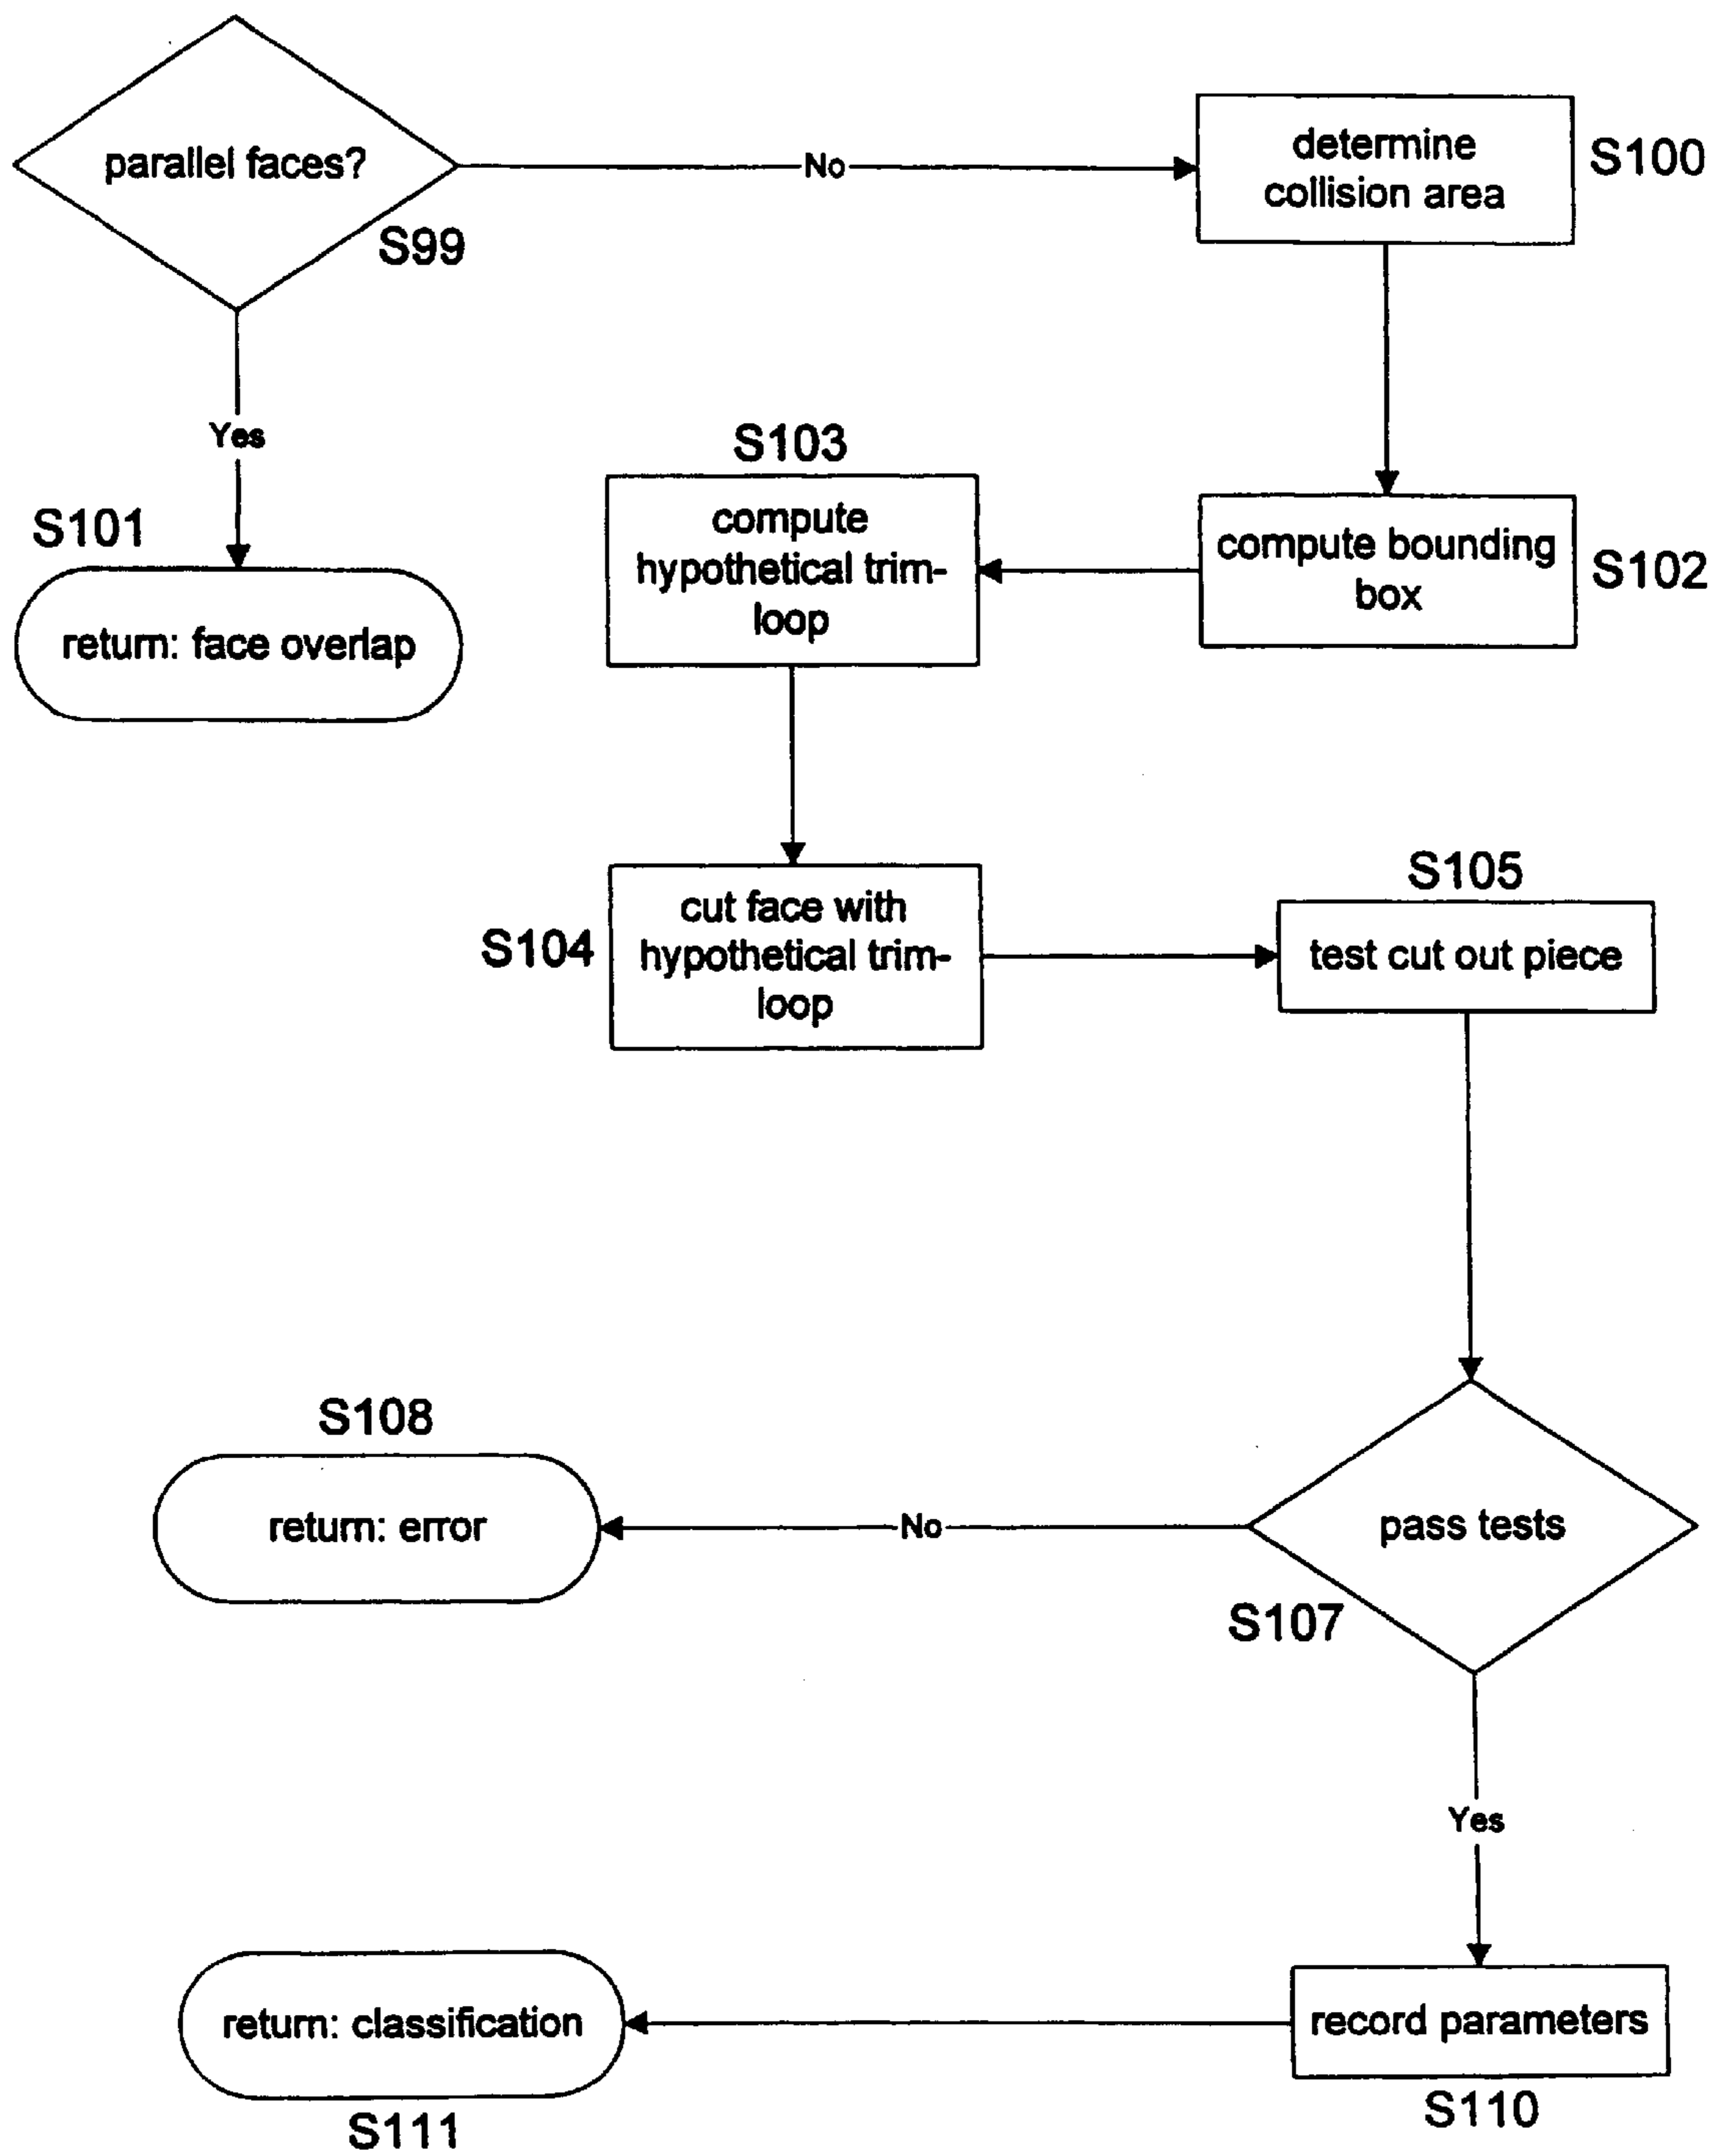 parallel faces?
S99
No
determine
collision area
S100
Yes
S101
return: face overlap
S103
compute
hypothetical trim-
loop
compute bounding
box
S102
S104
cut face with
hypothetical trim-
loop
S105
test cut out piece
S108
return: error
No
pass tests
S107
Yes
return: classification
S111
record parameters
S110